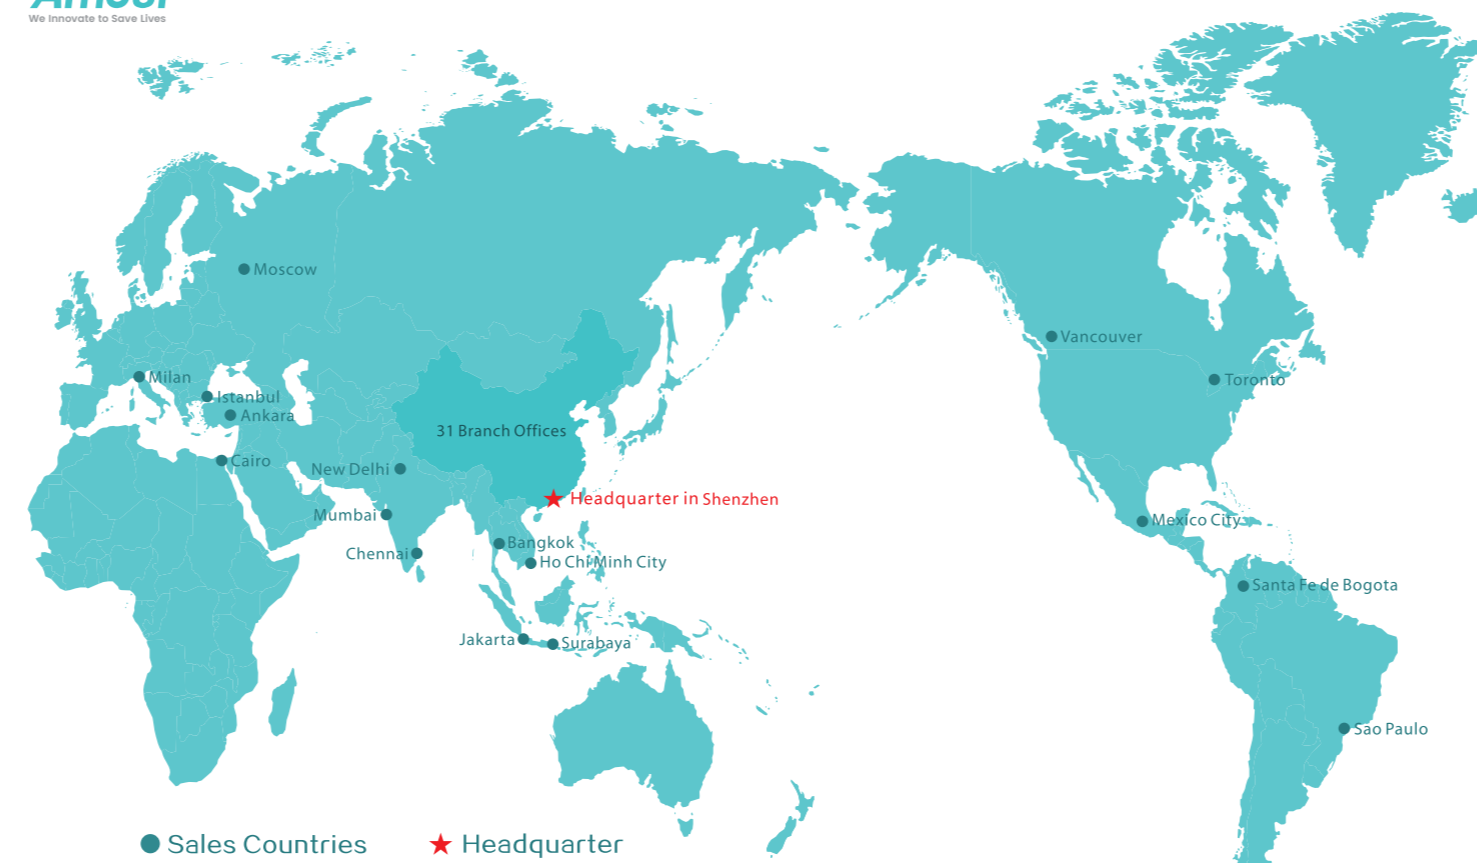 We Innovate to Save Lives
Moscow
Vancouver
Milan
Toronto
Istanbul
Ankara
31 Branch Offices
Cairo
New Delhi
Headquarter in Shenzhen
Mumbai
Mexico City
Bangkok
Chennai
Ho Chi Minh City
Santa Fe de Bogota
Jakarta
Surabaya
Sao Paulo
Sales Countries
Headquarter